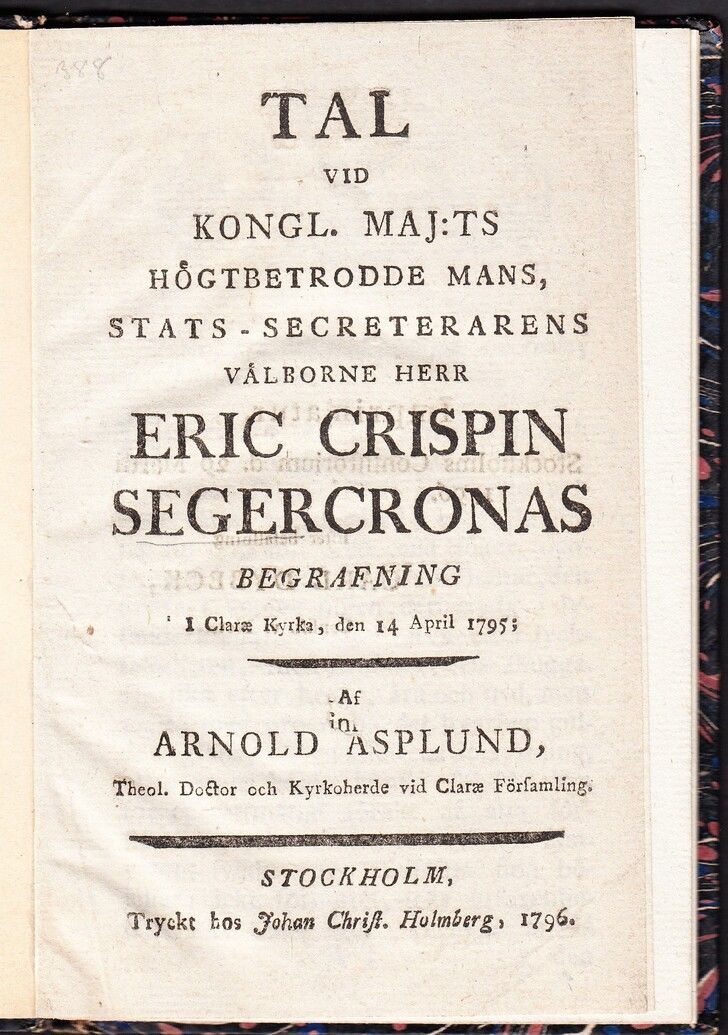 388
TAL
VID
KONGL. MAJ:TS
HÖGTBETRODDE MANS,
STATS-SECRETERARENS
VÅLBORNE HERR
ERIC CRISPIN
SEGERCRONAS
BEGRAFNING
I Claræ Kyrka, den 14 April 1795;
Af
ARNOLD ASPLUND,
Theol. Doctor och Kyrkoherde vid Claræ Församling.
STOCKHOLM,
Tryckt hos Johan Chriſt. Holmberg, 1796.